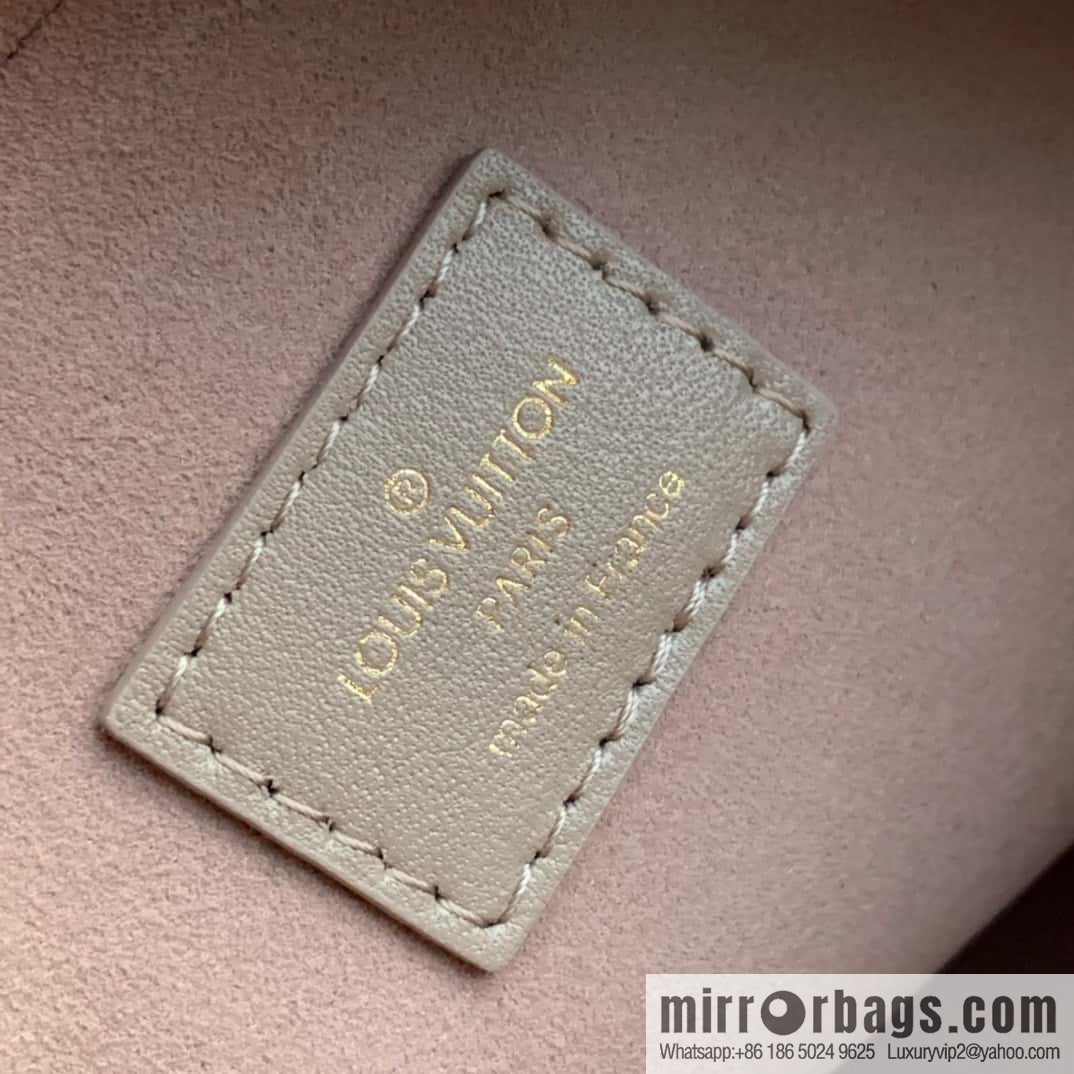 ®
LOUIS VUITTON
PARIS
made in France
mirrorbags.com
Whatsapp:+86 186 5024 9625 Luxuryvip2@yahoo.com